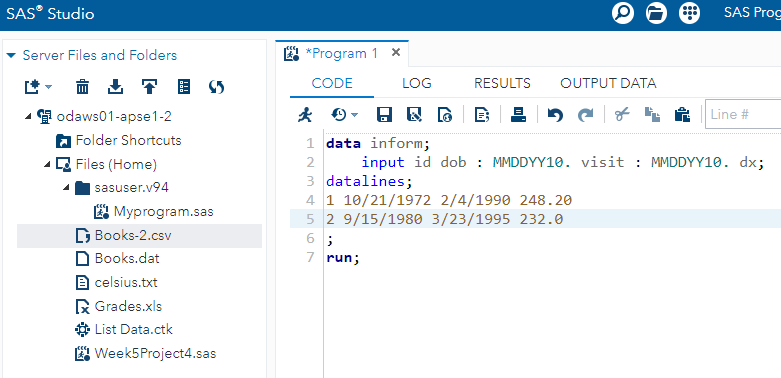 SAS® Studio
SAS Prog
Server Files and Folders
odaws01-apse1-2
Folder Shortcuts
Files (Home)
sasuser.v94
Myprogram.sas
Books-2.csv
Books.dat
celsius.txt
Grades.xls
List Data.ctk
Week5Project4.sas
*Program 1 ×
CODE LOG RESULTS OUTPUT DATA
Line #
1 data inform;
2 input id dob : MMDDYY10. visit : MMDDYY10. dx;
3 datalines;
4 1 10/21/1972 2/4/1990 248.20
5 2 9/15/1980 3/23/1995 232.0
6 ;
7 run;